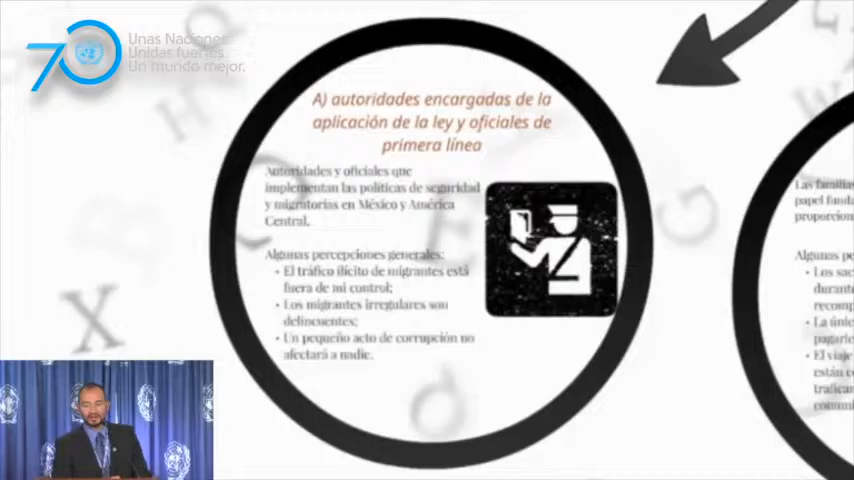 70
Unas Naciones
Unidas fuertes.
Un mundo mejor.
A) autoridades encargadas de la
aplicación de la ley y oficiales de
primera línea
Autoridades y oficiales que
implementan las políticas de seguridad
y migratorias en México y América
Central.
Algunas percepciones generales:
• El tráfico ilícito de migrantes está
fuera de mi control;
• Los migrantes irregulares son
delincuentes;
• Un pequeño acto de corrupción no
afectará a nadie.
Las familias
papel funda
proporcion
Algunas pe
• Los sac
durante
recomp
• La únic
pagarle
• El viaje
están c
trafican
comuni
X
G